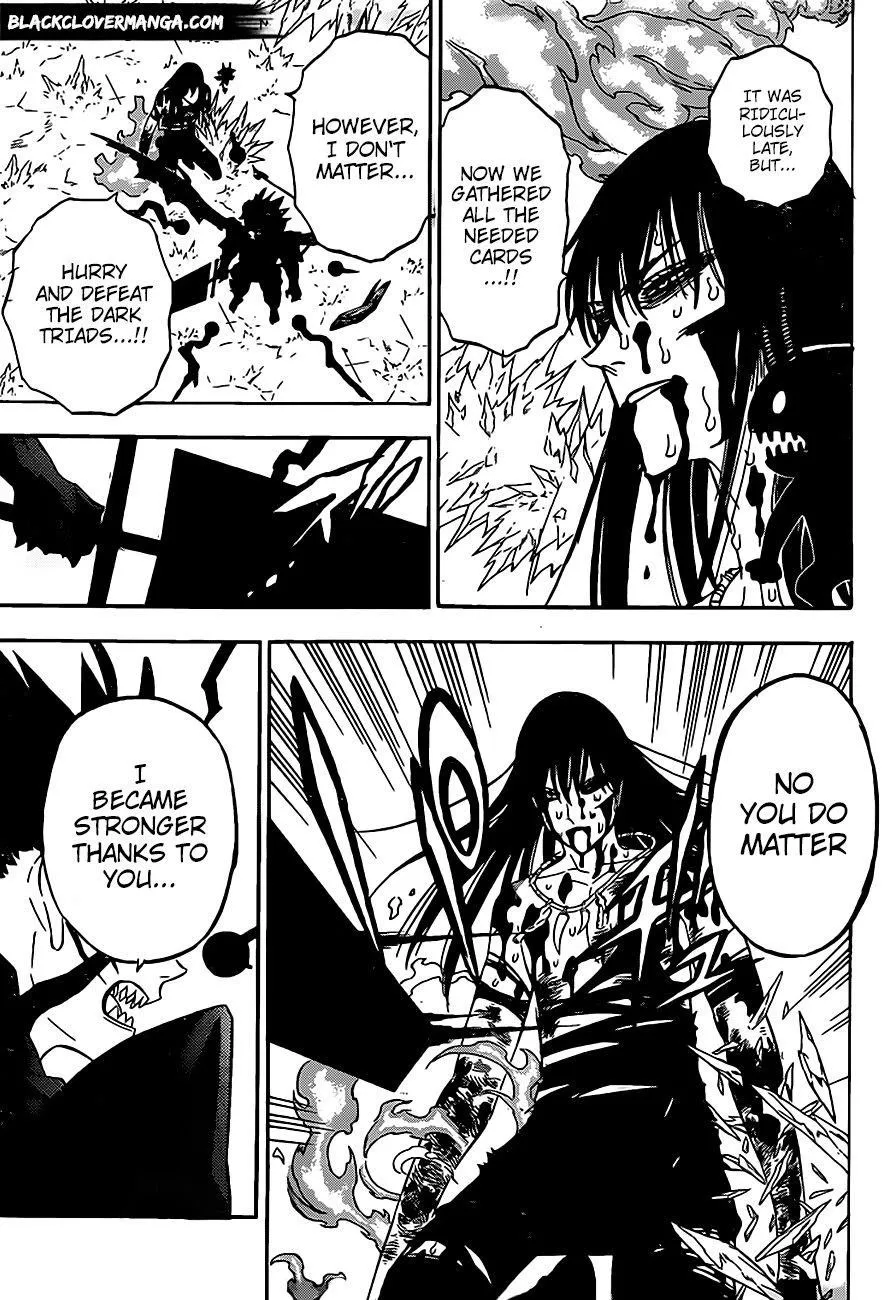 BLACKCLOVERMANGA.COM
IT WAS
RIDICU-
LOUSLY
LATE,
BUT...
NOW WE
GATHERED
ALL THE
NEEDED
CARDS
...!!
HOWEVER,
I DON'T
MATTER...
HURRY
AND DEFEAT
THE DARK
TRIADS...!!
NO
YOU DO
MATTER
I
BECAME
STRONGER
THANKS TO
YOU...